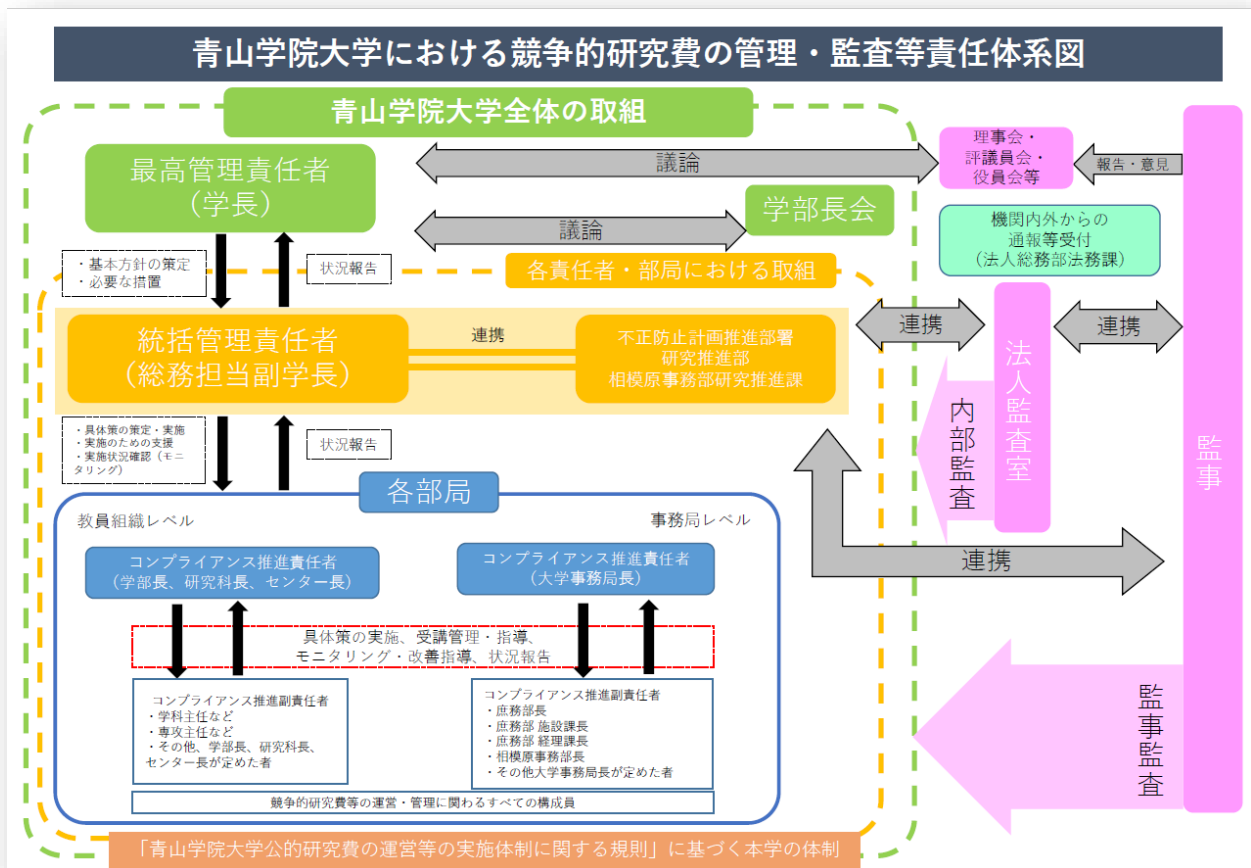 青山学院大学における競争的研究費の管理・監査等責任体系図
青山学院大学全体の取組
最高管理責任者
(学長)
議論
理事会・
評議員会・
役員会等
報告・意見
議論
学部長会
機関内外からの
通報等受付
(法人総務部法務課)
・基本方針の策定
・必要な措置
状況報告
各責任者・部局における取組
統括管理責任者
(総務担当副学長)
連携
不正防止計画推進部署
研究推進部
相模原事務部研究推進課
連携
法人監査室
連携
監事
内部監査
・具体策の策定・実施
・実施のための支援
・実施状況確認(モニ
タリング)
状況報告
各部局
教員組織レベル
事務局レベル
コンプライアンス推進責任者
(学部長、研究科長、センター長)
コンプライアンス推進責任者
(大学事務局長)
連携
具体策の実施、受講管理・指導、
モニタリング・改善指導、状況報告
コンプライアンス推進副責任者
・学科主任など
・専攻主任など
・その他、学部長、研究科長、
センター長が定めた者
コンプライアンス推進副責任者
・庶務部長
・庶務部 施設課長
・庶務部 経理課長
・相模原事務部長
・その他大学事務局長が定めた者
監事監査
競争的研究費等の運営・管理に関わるすべての構成員
「青山学院大学公的研究費の運営等の実施体制に関する規則」に基づく本学の体制